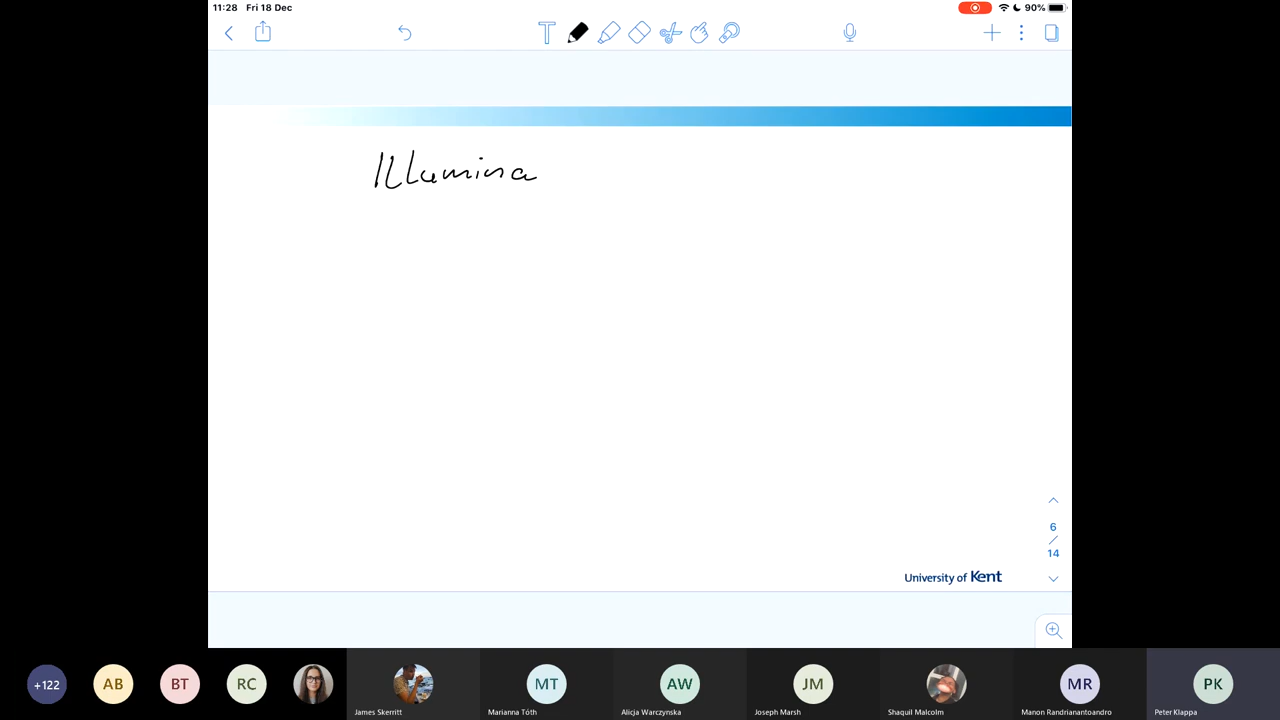 11:28 Fri 18 Dec
90%
T
Illumina
6
/
14
University of Kent
+122
AB
BT
RC
James Skerritt
MT
Marianna Tóth
AW
Alicja Warczynska
JM
Joseph Marsh
Shaquil Malcolm
MR
Manon Randrianantoandro
PK
Peter Klappa